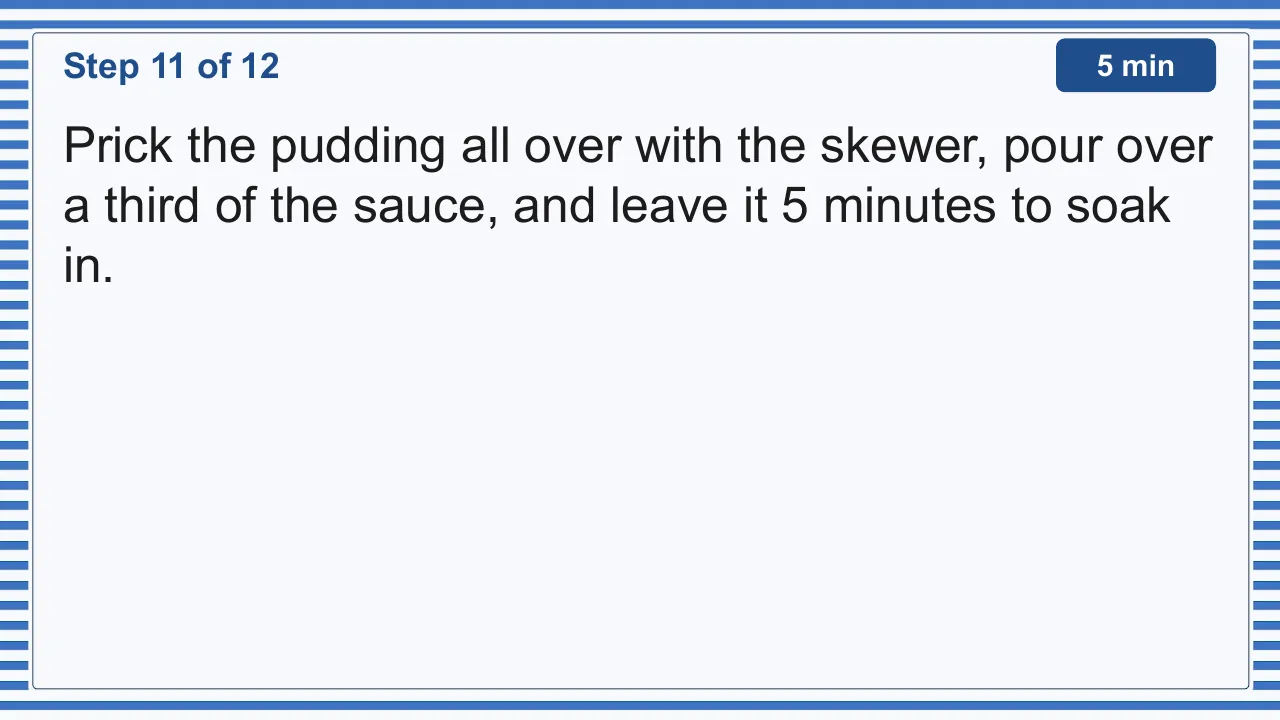 Step 11 of 12
5 min
Prick the pudding all over with the skewer, pour over
a third of the sauce, and leave it 5 minutes to soak
in.